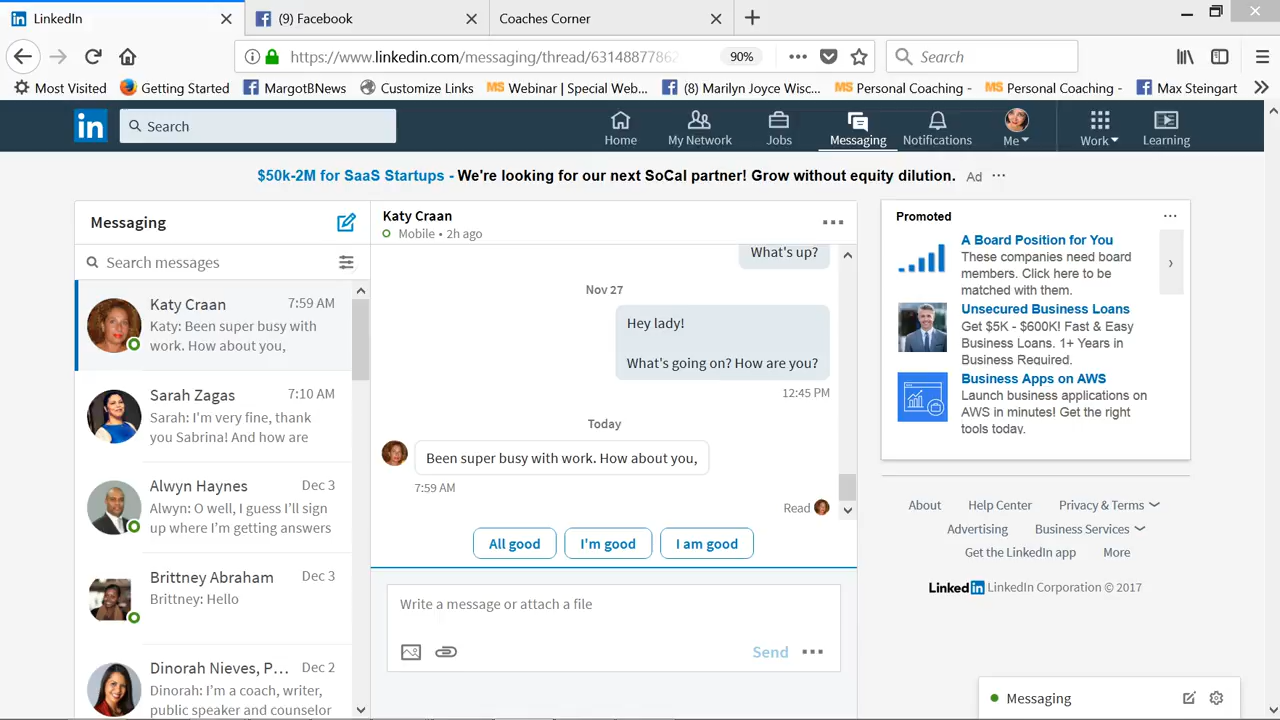 LinkedIn
(9) Facebook
Coaches Corner
https://www.linkedin.com/messaging/thread/63148877862
90%
Search
Most Visited
Getting Started
MargotBNews
Customize Links
MS Webinar | Special Web...
(8) Marilyn Joyce Wisc...
MS Personal Coaching -
MS Personal Coaching -
Max Steingart
in
Search
Home
My Network
Jobs
Messaging
Notifications
Me
Work
Learning
$50k-2M for SaaS Startups - We're looking for our next SoCal partner! Grow without equity dilution. Ad ...
Messaging
Search messages
Katy Craan 7:59 AM
Katy: Been super busy with
work. How about you,
Sarah Zagas 7:10 AM
Sarah: I'm very fine, thank
you Sabrina! And how are
Alwyn Haynes Dec 3
Alwyn: O well, I guess I'll sign
up where I'm getting answers
Brittney Abraham Dec 3
Brittney: Hello
Dinorah Nieves, P... Dec 2
Dinorah: I'm a coach, writer,
public speaker and counselor
Katy Craan
Mobile • 2h ago
What's up?
Nov 27
Hey lady!
What's going on? How are you?
12:45 PM
Today
Been super busy with work. How about you,
7:59 AM
Read
All good
I'm good
I am good
Write a message or attach a file
Send
Promoted
A Board Position for You
These companies need board
members. Click here to be
matched with them.
Unsecured Business Loans
Get $5K - $600K! Fast & Easy
Business Loans. 1+ Years in
Business Required.
Business Apps on AWS
Launch business applications on
AWS in minutes! Get the right
tools today.
About
Help Center
Privacy & Terms
Advertising
Business Services
Get the LinkedIn app
More
LinkedIn LinkedIn Corporation © 2017
Messaging